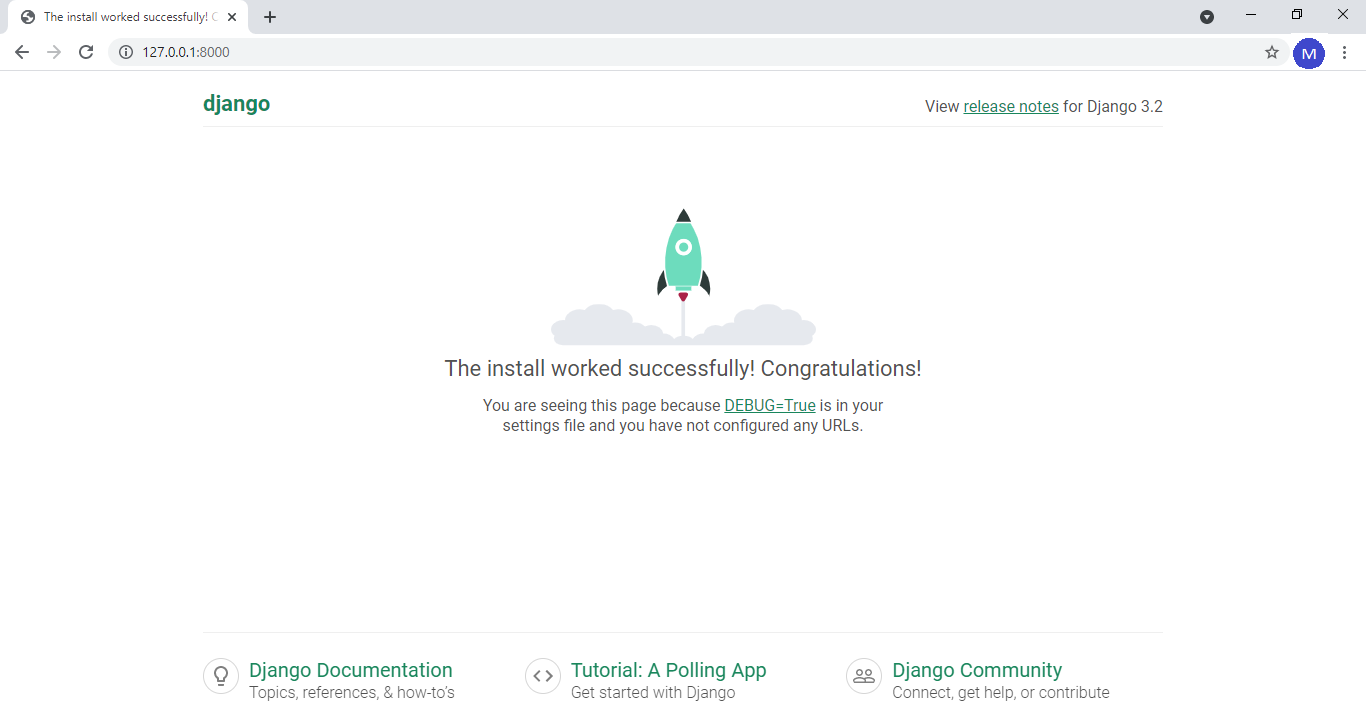 The install worked successfully! C
127.0.0.1:8000
M
django
View release notes for Django 3.2
The install worked successfully! Congratulations!
You are seeing this page because DEBUG=True is in your
settings file and you have not configured any URLs.
Django Documentation
Topics, references, & how-to’s
Tutorial: A Polling App
Get started with Django
Django Community
Connect, get help, or contribute